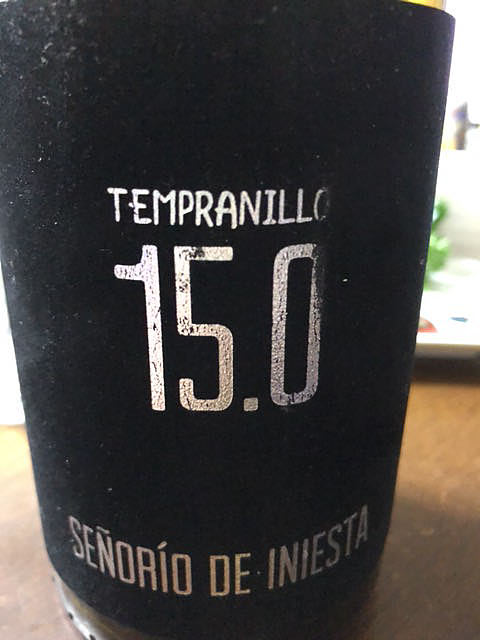 TEMPRANILLO
15.0
SEÑORÍO DE INIESTA